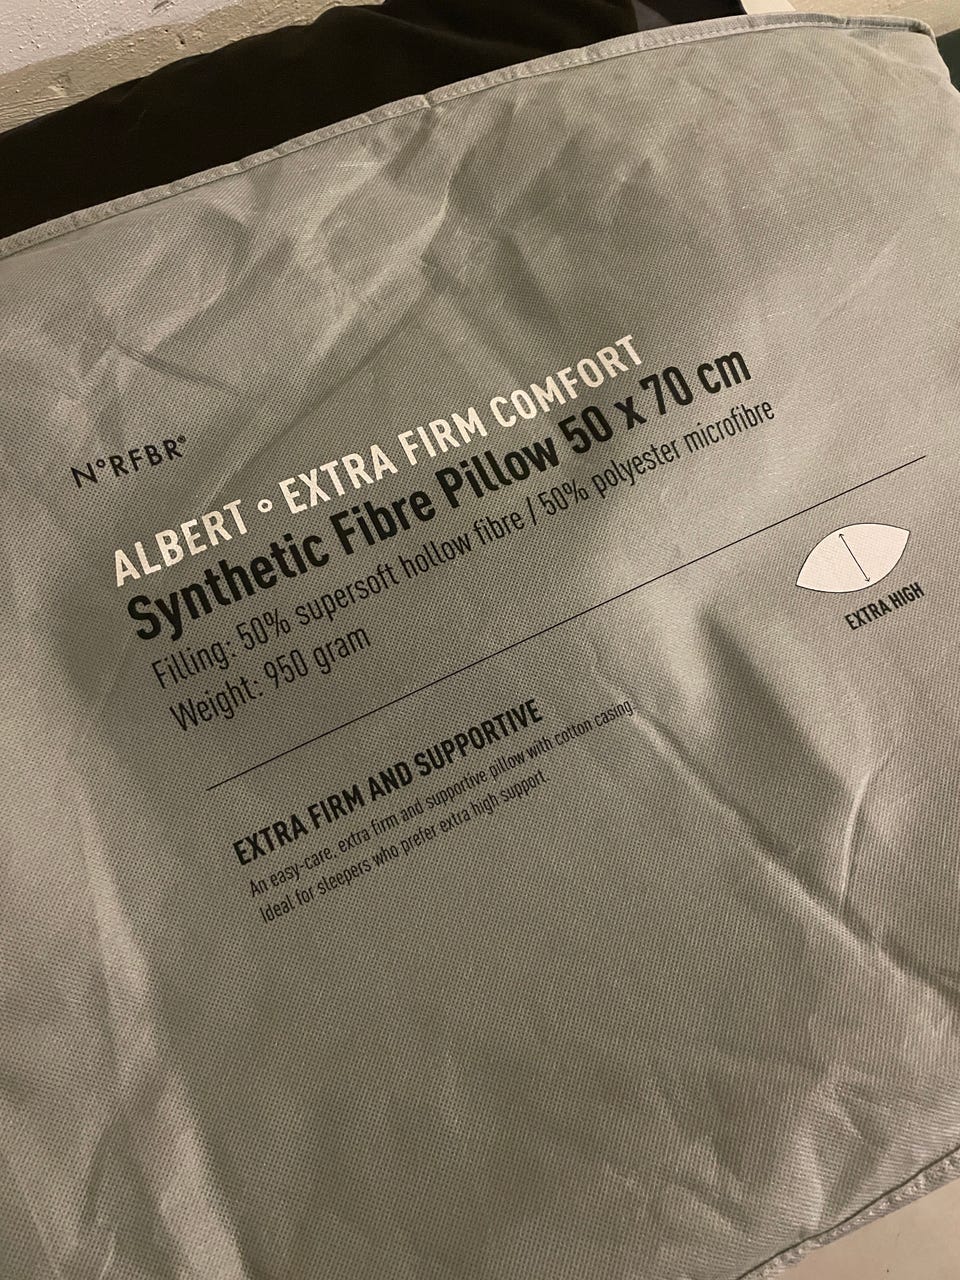 N°RFBR°
ALBERT ° EXTRA FIRM COMFORT
Synthetic Fibre Pillow 50 x 70 cm
Filling: 50% supersoft hollow fibre / 50% polyester microfibre
Weight: 950 gram
EXTRA HIGH
EXTRA FIRM AND SUPPORTIVE
An easy-care, extra firm and supportive pillow with cotton casing.
Ideal for sleepers who prefer extra high support.